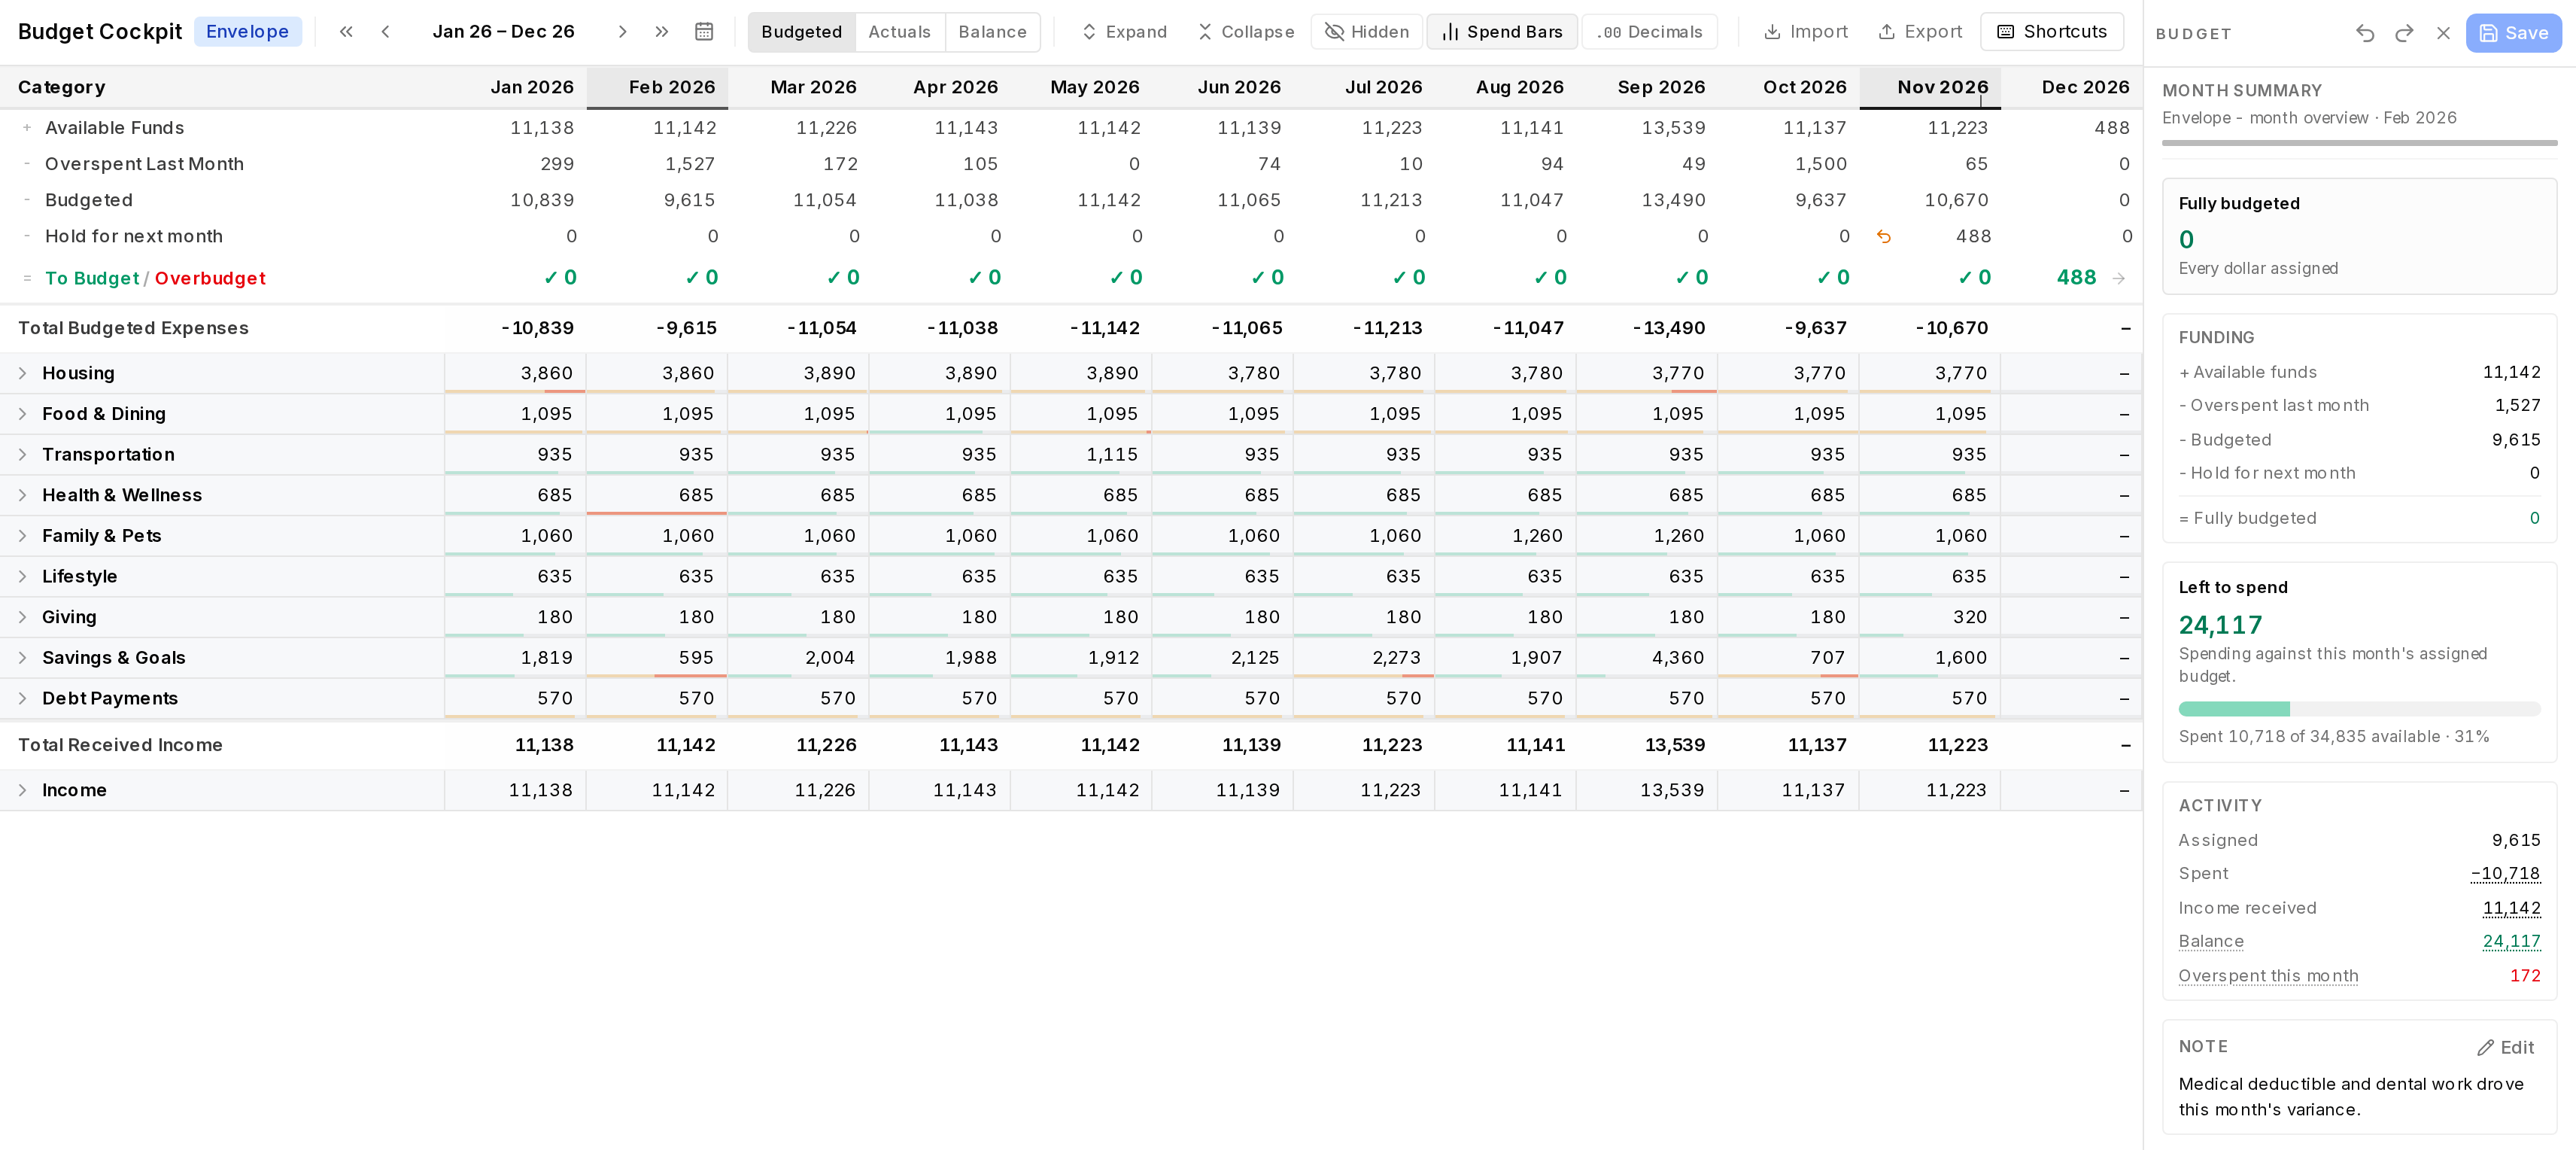 Budget Cockpit Envelope Jan 26 – Dec 26 Budgeted Actuals Balance Expand Collapse Hidden Spend Bars .00 Decimals Import Export Shortcuts
Category Jan 2026 Feb 2026 Mar 2026 Apr 2026 May 2026 Jun 2026 Jul 2026 Aug 2026 Sep 2026 Oct 2026 Nov 2026 Dec 2026
+ Available Funds 11,138 11,142 11,226 11,143 11,142 11,139 11,223 11,141 13,539 11,137 11,223 488
- Overspent Last Month 299 1,527 172 105 0 74 10 94 49 1,500 65 0
- Budgeted 10,839 9,615 11,054 11,038 11,142 11,065 11,213 11,047 13,490 9,637 10,670 0
- Hold for next month 0 0 0 0 0 0 0 0 0 0 488 0
= To Budget / Overbudget ✓ 0 ✓ 0 ✓ 0 ✓ 0 ✓ 0 ✓ 0 ✓ 0 ✓ 0 ✓ 0 ✓ 0 ✓ 0 488 →
Total Budgeted Expenses -10,839 -9,615 -11,054 -11,038 -11,142 -11,065 -11,213 -11,047 -13,490 -9,637 -10,670 –
Housing 3,860 3,860 3,890 3,890 3,890 3,780 3,780 3,780 3,770 3,770 3,770 –
Food & Dining 1,095 1,095 1,095 1,095 1,095 1,095 1,095 1,095 1,095 1,095 1,095 –
Transportation 935 935 935 935 1,115 935 935 935 935 935 935 –
Health & Wellness 685 685 685 685 685 685 685 685 685 685 685 –
Family & Pets 1,060 1,060 1,060 1,060 1,060 1,060 1,060 1,260 1,260 1,060 1,060 –
Lifestyle 635 635 635 635 635 635 635 635 635 635 635 –
Giving 180 180 180 180 180 180 180 180 180 180 320 –
Savings & Goals 1,819 595 2,004 1,988 1,912 2,125 2,273 1,907 4,360 707 1,600 –
Debt Payments 570 570 570 570 570 570 570 570 570 570 570 –
Total Received Income 11,138 11,142 11,226 11,143 11,142 11,139 11,223 11,141 13,539 11,137 11,223 –
Income 11,138 11,142 11,226 11,143 11,142 11,139 11,223 11,141 13,539 11,137 11,223 –
BUDGET Save
MONTH SUMMARY
Envelope - month overview · Feb 2026
Fully budgeted
0
Every dollar assigned
FUNDING
+ Available funds 11,142
- Overspent last month 1,527
- Budgeted 9,615
- Hold for next month 0
= Fully budgeted 0
Left to spend
24,117
Spending against this month's assigned
budget.
Spent 10,718 of 34,835 available · 31%
ACTIVITY
Assigned 9,615
Spent −10,718
Income received 11,142
Balance 24,117
Overspent this month 172
NOTE Edit
Medical deductible and dental work drove
this month's variance.